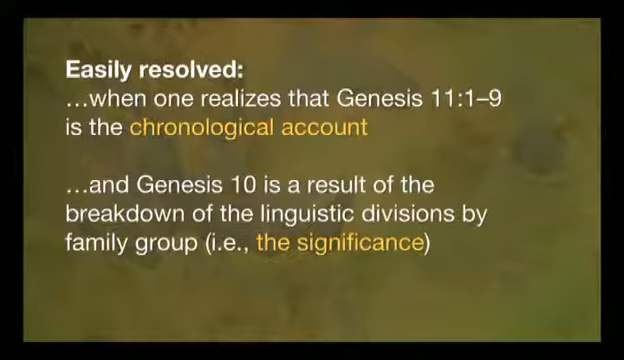 Easily resolved:
…when one realizes that Genesis 11:1–9
is the chronological account
…and Genesis 10 is a result of the
breakdown of the linguistic divisions by
family group (i.e., the significance)